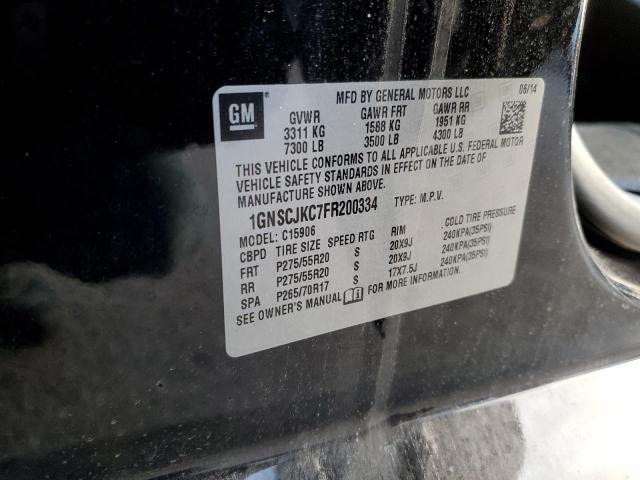 GM
MFD BY GENERAL MOTORS LLC 08/14
GVWR GAWR FRT GAWR RR
3311 KG 1588 KG 1951 KG
7300 LB 3500 LB 4300 LB
THIS VEHICLE CONFORMS TO ALL APPLICABLE U.S. FEDERAL MOTOR
VEHICLE SAFETY STANDARDS IN EFFECT ON THE DATE OF
MANUFACTURE SHOWN ABOVE.
1GNSCJKC7FR200334 TYPE: M.P.V.
MODEL: C15906
CBPD TIRE SIZE SPEED RTG RIM COLD TIRE PRESSURE
FRT P275/55R20 S 20X9J 240KPA(35PSI)
RR P275/55R20 S 20X9J 240KPA(35PSI)
SPA P265/70R17 S 17X7.5J 240KPA(35PSI)
SEE OWNER'S MANUAL FOR MORE INFORMATION.